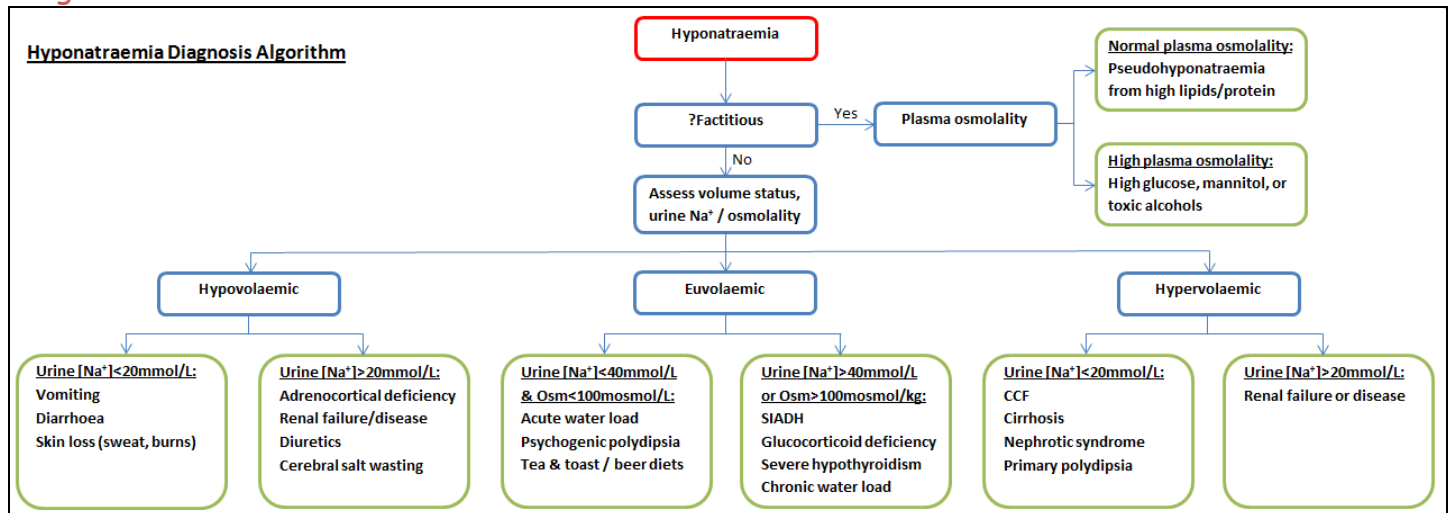 Hyponatraemia Diagnosis Algorithm
Hyponatraemia
?Factitious
Yes
Plasma osmolality
Normal plasma osmolality:
Pseudohyponatraemia
from high lipids/protein
High plasma osmolality:
High glucose, mannitol, or
toxic alcohols
No
Assess volume status,
urine Na⁺ / osmolality
Hypovolaemic
Euvolaemic
Hypervolaemic
Urine [Na⁺]<20mmol/L:
Vomiting
Diarrhoea
Skin loss (sweat, burns)
Urine [Na⁺]>20mmol/L:
Adrenocortical deficiency
Renal failure/disease
Diuretics
Cerebral salt wasting
Urine [Na⁺]<40mmol/L
& Osm<100mosmol/L:
Acute water load
Psychogenic polydipsia
Tea & toast / beer diets
Urine [Na⁺]>40mmol/L
or Osm>100mosmol/kg:
SIADH
Glucocorticoid deficiency
Severe hypothyroidism
Chronic water load
Urine [Na⁺]<20mmol/L:
CCF
Cirrhosis
Nephrotic syndrome
Primary polydipsia
Urine [Na⁺]>20mmol/L:
Renal failure or disease